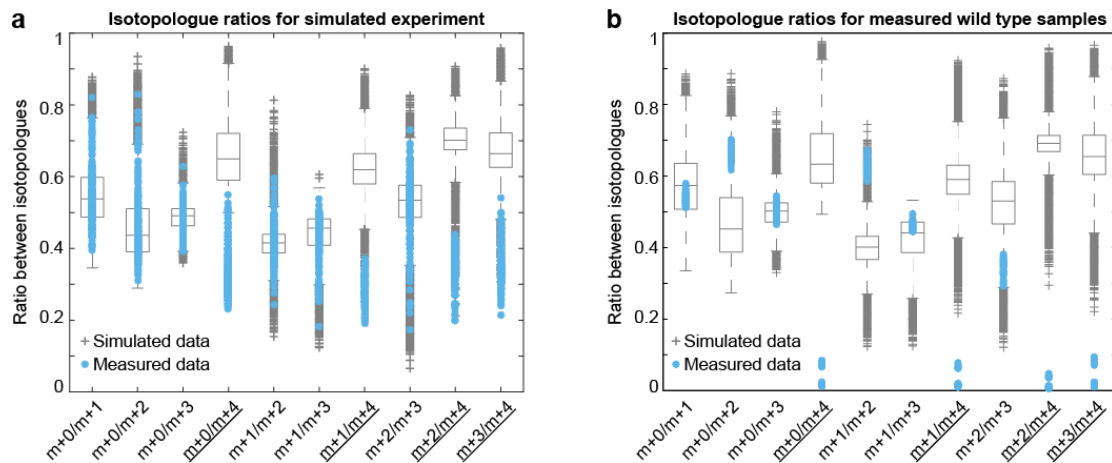 a
Isotopologue ratios for simulated experiment
Ratio between isotopologues
1
0.8
0.6
0.4
0.2
0
+ Simulated data
Measured data
m+0/m+1
m+0/m+2
m+0/m+3
m+0/m+4
m+1/m+2
m+1/m+3
m+1/m+4
m+2/m+3
m+2/m+4
m+3/m+4
b
Isotopologue ratios for measured wild type samples
Ratio between isotopologues
1
0.8
0.6
0.4
0.2
0
+ Simulated data
Measured data
m+0/m+1
m+0/m+2
m+0/m+3
m+0/m+4
m+1/m+2
m+1/m+3
m+1/m+4
m+2/m+3
m+2/m+4
m+3/m+4